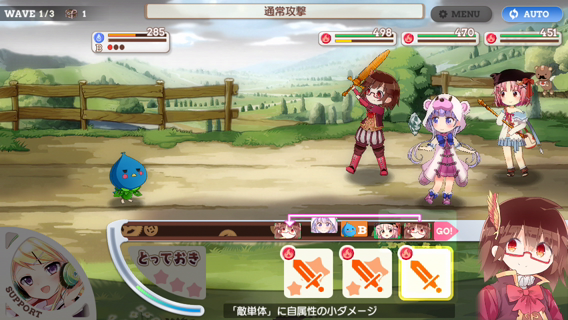 WAVE 1/3 1
通常攻撃
MENU
AUTO
285
498
470
451
B
B GO!
とっておき
SUPPORT
「敵単体」に自属性の小ダメージ